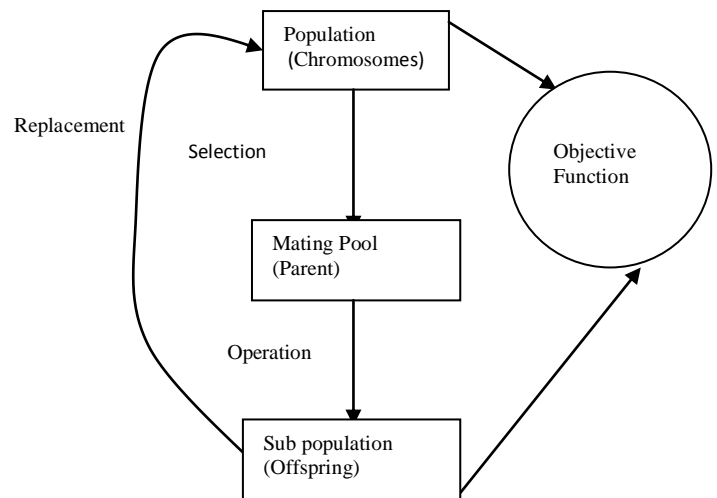 Population
(Chromosomes)
Replacement
Selection
Objective
Function
Mating Pool
(Parent)
Operation
Sub population
(Offspring)